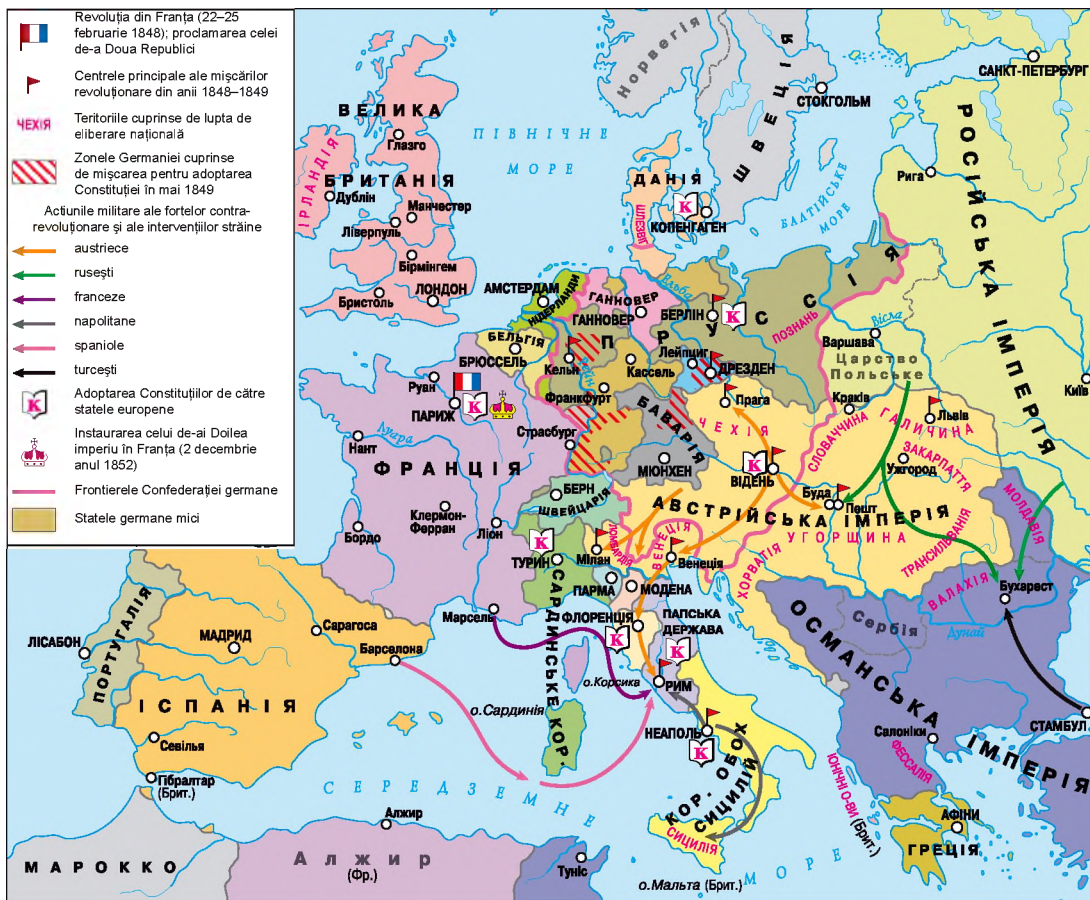 Revoluția din Franța (22–25
februarie 1848); proclamarea celei
de-a Doua Republici
Centrele principale ale mișcărilor
revoluționare din anii 1848–1849
ЧЕХІЯ
Teritoriile cuprinse de lupta de
eliberare națională
Zonele Germaniei cuprinse
de mișcarea pentru adoptarea
Constituției în mai 1849
Actiunile militare ale fortelor contra-
revoluționare și ale intervențiilor străine
austriece
rusești
franceze
napolitane
spaniole
turcești
K
Adoptarea Constituțiilor de către
statele europene
Instaurarea celui de-ai Doilea
imperiu în Franța (2 decembrie
anul 1852)
Frontierele Confederației germane
Statele germane mici
Норвегія
ШВЕЦІЯ
СТОКГОЛЬМ
САНКТ-ПЕТЕРБУРГ
РОСІЙСЬКА ІМПЕРІЯ
Рига
ВЕЛИКА
БРИТАНІЯ
Глазго
ІРЛАНДІЯ
Дублін
Манчестер
Ліверпуль
Бірмінгем
Бристоль
ЛОНДОН
ПІВНІЧНЕ
МОРЕ
ДАНІЯ
ШЛЕЗВІГ
K
КОПЕНГАГЕН
БАЛТІЙСЬКЕ
МОРЕ
АМСТЕРДАМ
НІДЕРЛАНДИ
ГАННОВЕР
ГАННОВЕР
Ельба
БЕРЛІН
K
ПРУССІЯ
ПОЗНАНЬ
Вісла
Варшава
Царство
Польське
Київ
БЕЛЬГІЯ
БРЮССЕЛЬ
Кельн
Рейн
Кассель
Лейпциг
ДРЕЗДЕН
Франкфурт
Прага
ЧЕХІЯ
Краків
Львів
ГАЛИЧИНА
СЛОВАЧЧИНА
ЗАКАРПАТТЯ
Ужгород
Руан
ПАРИЖ
K
Луара
Нант
Страсбург
БАВАРІЯ
МЮНХЕН
K
ВІДЕНЬ
Буда
Пешт
ФРАНЦІЯ
БЕРН
ШВЕЙЦАРІЯ
АВСТРІЙСЬКА ІМПЕРІЯ
УГОРЩИНА
МОЛДАВІЯ
ТРАНСИЛЬВАНІЯ
Клермон-
Ферран
Ліон
Бордо
K
ТУРИН
Мілан
ЛОМБАРДІЯ
ВЕНЕЦІЯ
Венеція
ХОРВАТІЯ
ВАЛАХІЯ
Бухарест
Дунай
Сербія
ПАРМА
МОДЕНА
ФЛОРЕНЦІЯ
K
ПАПСЬКА
ДЕРЖАВА
K
РИМ
Марсель
САРДИНСЬКЕ КОР.
о.Корсика
о.Сардинія
ПОРТУГАЛІЯ
ЛІСАБОН
МАДРИД
Сарагоса
Барселона
ІСПАНІЯ
Севілья
Гібралтар
(Брит.)
НЕАПОЛЬ
K
КОР. ОБОХ
СИЦИЛІЙ
СИЦИЛІЯ
ОСМАНСЬКА ІМПЕРІЯ
СТАМБУЛ
Салоніки
ФЕССАЛІЯ
ІОНІЧНІ О-ВИ (Брит.)
АФІНИ
ГРЕЦІЯ
СЕРЕДЗЕМНЕ
МОРЕ
Алжир
МАРОККО
Алжир
(Фр.)
Туніс
о.Мальта (Брит.)